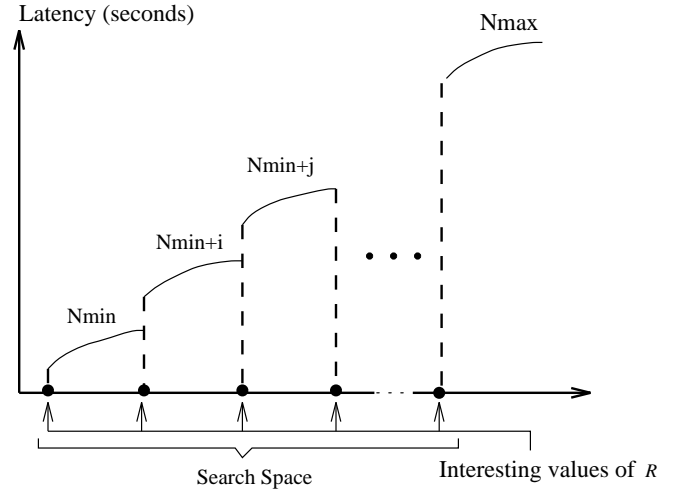 Latency (seconds)
Nmax
Nmin+j
Nmin+i
Nmin
Search Space
Interesting values of R